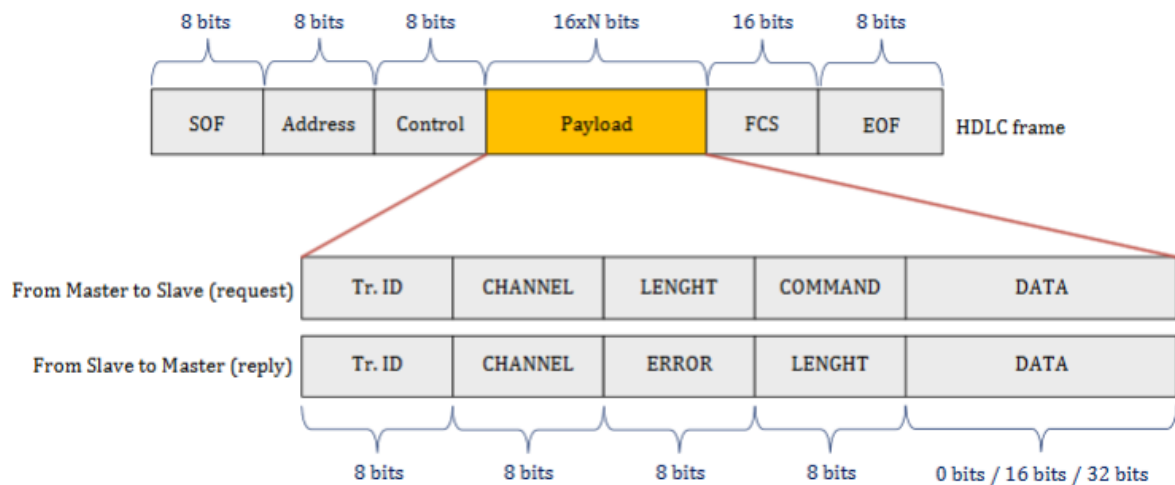 8 bits 8 bits 8 bits 16xN bits 16 bits 8 bits
SOF Address Control Payload FCS EOF HDLC frame
From Master to Slave (request) Tr. ID CHANNEL LENGHT COMMAND DATA
From Slave to Master (reply) Tr. ID CHANNEL ERROR LENGHT DATA
8 bits 8 bits 8 bits 8 bits 0 bits / 16 bits / 32 bits